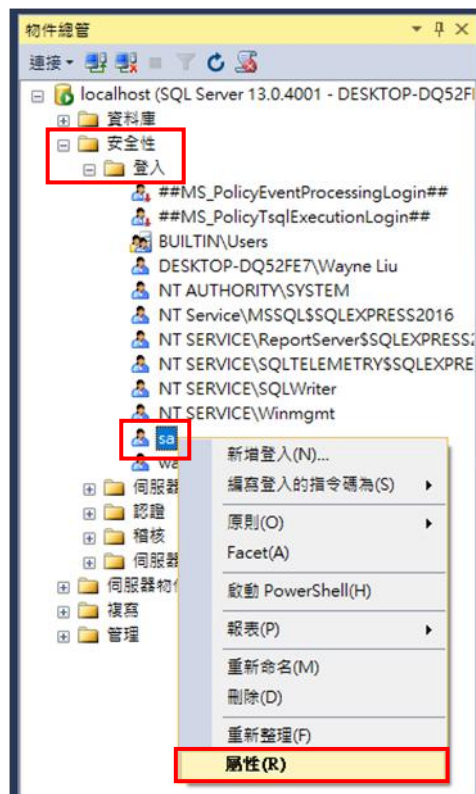 物件總管
連接
localhost (SQL Server 13.0.4001 - DESKTOP-DQ52F
資料庫
安全性
登入
##MS_PolicyEventProcessingLogin##
##MS_PolicyTsqlExecutionLogin##
BUILTIN\Users
DESKTOP-DQ52FE7\Wayne Liu
NT AUTHORITY\SYSTEM
NT Service\MSSQL$SQLEXPRESS2016
NT SERVICE\ReportServer$SQLEXPRESS
NT SERVICE\SQLTELEMETRY$SQLEXPRE
NT SERVICE\SQLWriter
NT SERVICE\Winmgmt
sa
wa
伺服器
認證
稽核
伺服器
伺服器物件
複寫
管理
新增登入(N)...
編寫登入的指令碼為(S)
原則(O)
Facet(A)
啟動 PowerShell(H)
報表(P)
重新命名(M)
刪除(D)
重新整理(F)
屬性(R)